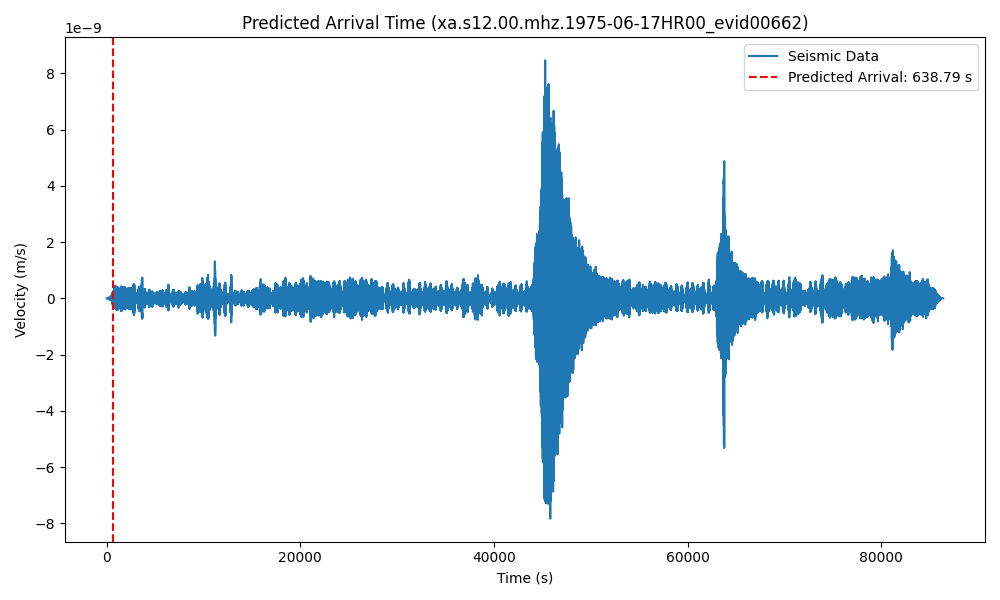 Predicted Arrival Time (xa.s12.00.mhz.1975-06-17HR00_evid00662)
1e−9
Seismic Data
Predicted Arrival: 638.79 s
8
6
4
2
0
−2
−4
−6
−8
Velocity (m/s)
0 20000 40000 60000 80000
Time (s)